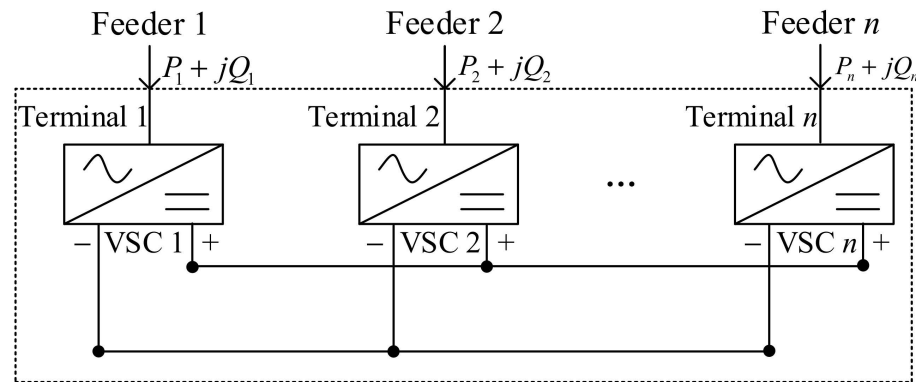 Feeder 1 Feeder 2 Feeder n
P₁ + jQ₁ P₂ + jQ₂ Pₙ + jQₙ
Terminal 1 Terminal 2 Terminal n
...
− VSC 1 + − VSC 2 + − VSC n +